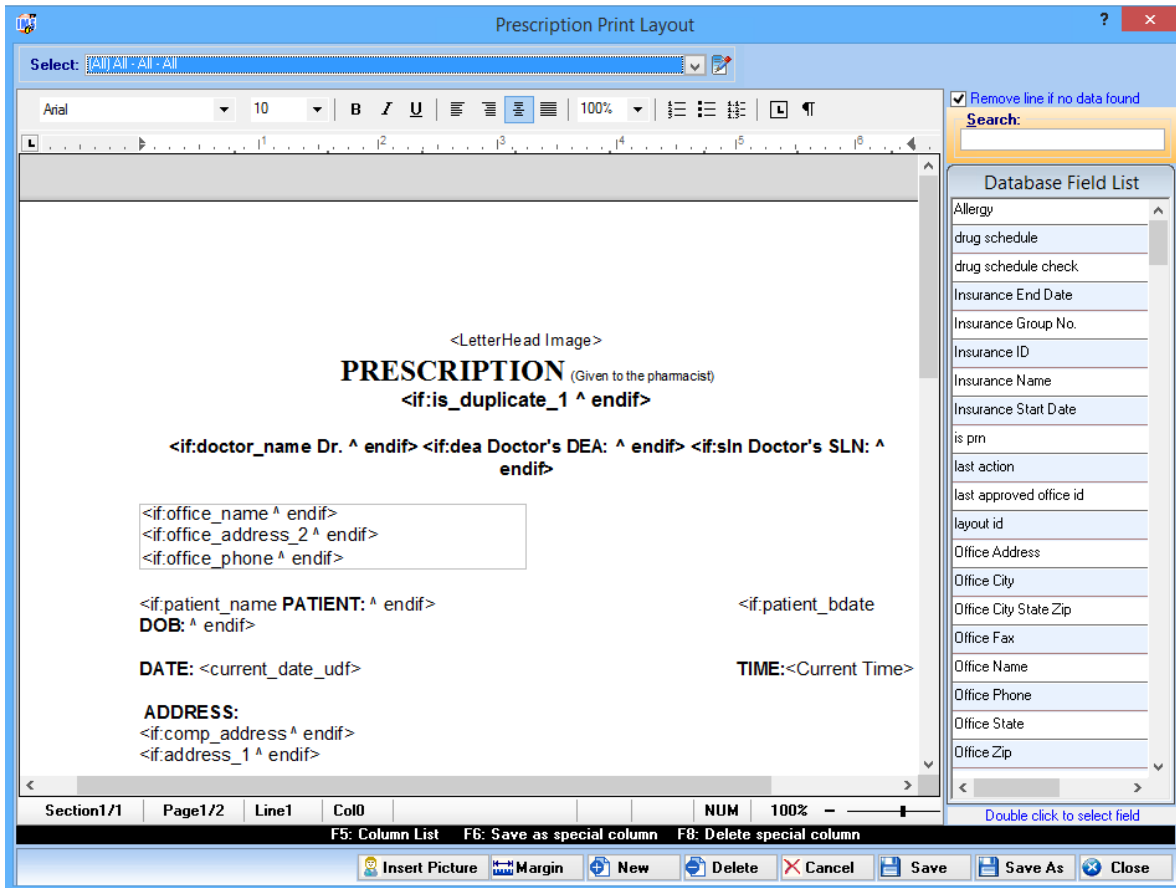 Prescription Print Layout ?
Select: (All) All - All - All
Arial 10 B I U 100% ¶
1 2 3 4 5 6
Remove line if no data found
Search:
Database Field List
Allergy
drug schedule
drug schedule check
Insurance End Date
Insurance Group No.
Insurance ID
Insurance Name
Insurance Start Date
is prn
last action
last approved office id
layout id
Office Address
Office City
Office City State Zip
Office Fax
Office Name
Office Phone
Office State
Office Zip
Double click to select field
<LetterHead Image>
PRESCRIPTION (Given to the pharmacist)
<if:is_duplicate_1 ^ endif>
<if:doctor_name Dr. ^ endif> <if:dea Doctor's DEA: ^ endif> <if:sln Doctor's SLN: ^
endif>
<if:office_name ^ endif>
<if:office_address_2 ^ endif>
<if:office_phone ^ endif>
<if:patient_name PATIENT: ^ endif> <if:patient_bdate
DOB: ^ endif>
DATE: <current_date_udf> TIME:<Current Time>
ADDRESS:
<if:comp_address ^ endif>
<if:address_1 ^ endif>
Section1/1 Page1/2 Line1 Col0 NUM 100%
F5: Column List F6: Save as special column F8: Delete special column
Insert Picture Margin New Delete Cancel Save Save As Close